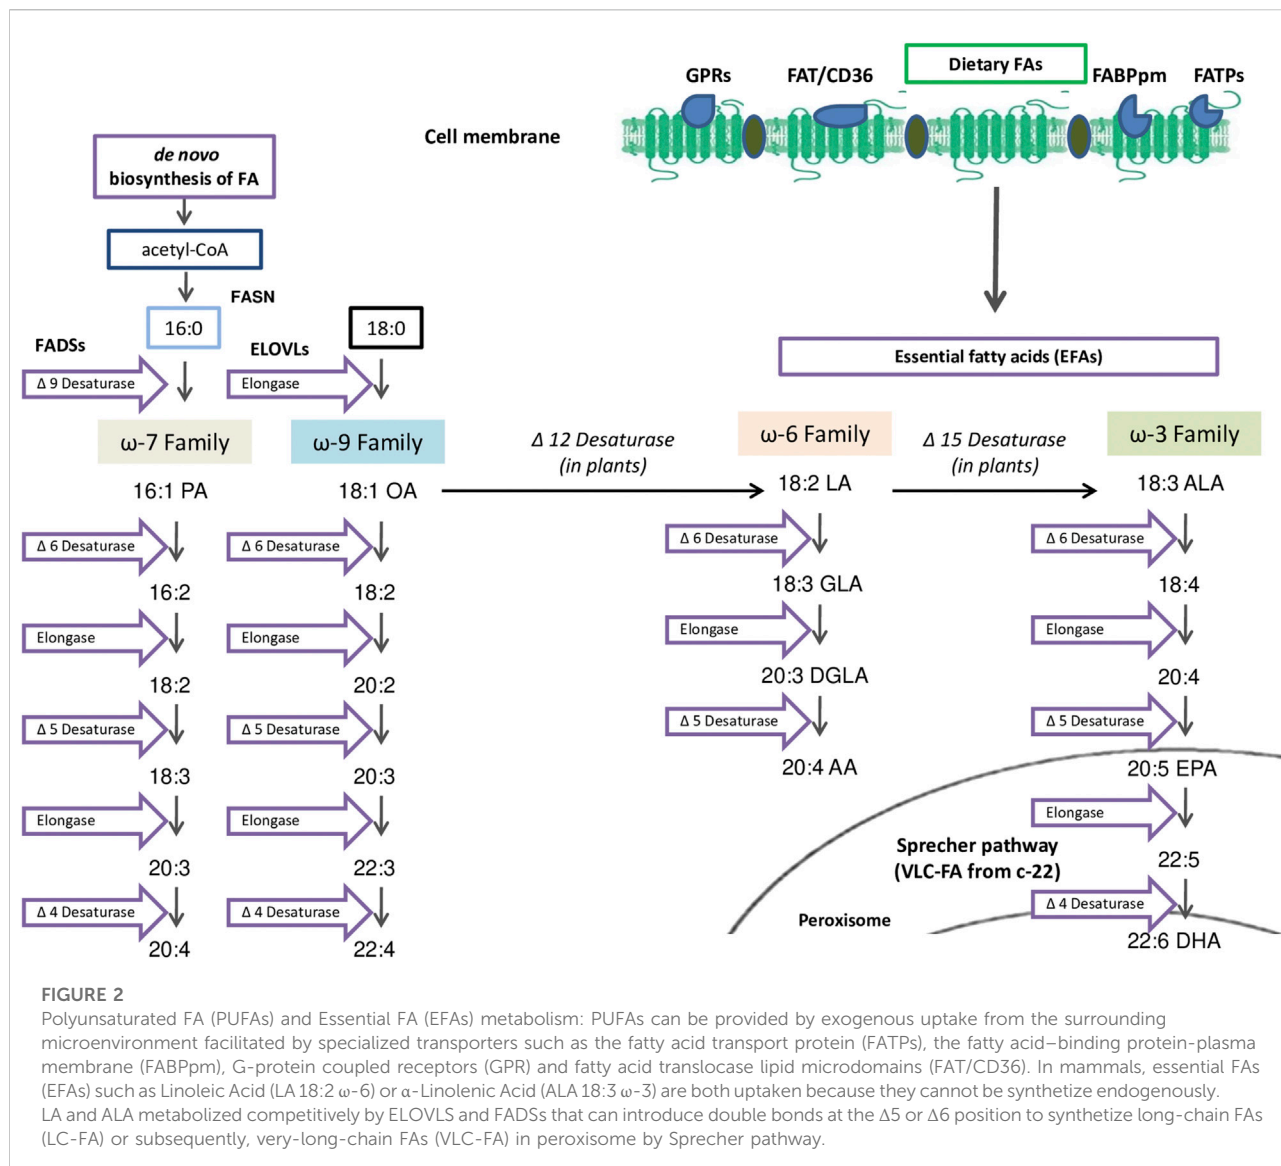 GPRs
FAT/CD36
Dietary FAs
FABPpm
FATPs
Cell membrane
de novo
biosynthesis of FA
acetyl-CoA
FASN
16:0
18:0
FADSs
ELOVLs
Δ 9 Desaturase
Elongase
Essential fatty acids (EFAs)
ω-7 Family
ω-9 Family
Δ 12 Desaturase
(in plants)
ω-6 Family
Δ 15 Desaturase
(in plants)
ω-3 Family
16:1 PA
18:1 OA
18:2 LA
18:3 ALA
Δ 6 Desaturase
Δ 6 Desaturase
Δ 6 Desaturase
Δ 6 Desaturase
16:2
18:2
18:3 GLA
18:4
Elongase
Elongase
Elongase
Elongase
18:2
20:2
20:3 DGLA
20:4
Δ 5 Desaturase
Δ 5 Desaturase
Δ 5 Desaturase
Δ 5 Desaturase
18:3
20:3
20:4 AA
20:5 EPA
Elongase
Elongase
Elongase
Sprecher pathway
(VLC-FA from c-22)
20:3
22:3
22:5
Δ 4 Desaturase
Δ 4 Desaturase
Peroxisome
Δ 4 Desaturase
20:4
22:4
22:6 DHA
FIGURE 2
Polyunsaturated FA (PUFAs) and Essential FA (EFAs) metabolism: PUFAs can be provided by exogenous uptake from the surrounding
microenvironment facilitated by specialized transporters such as the fatty acid transport protein (FATPs), the fatty acid–binding protein-plasma
membrane (FABPpm), G-protein coupled receptors (GPR) and fatty acid translocase lipid microdomains (FAT/CD36). In mammals, essential FAs
(EFAs) such as Linoleic Acid (LA 18:2 ω-6) or α-Linolenic Acid (ALA 18:3 ω-3) are both uptaken because they cannot be synthetize endogenously.
LA and ALA metabolized competitively by ELOVLS and FADSs that can introduce double bonds at the Δ5 or Δ6 position to synthetize long-chain FAs
(LC-FA) or subsequently, very-long-chain FAs (VLC-FA) in peroxisome by Sprecher pathway.